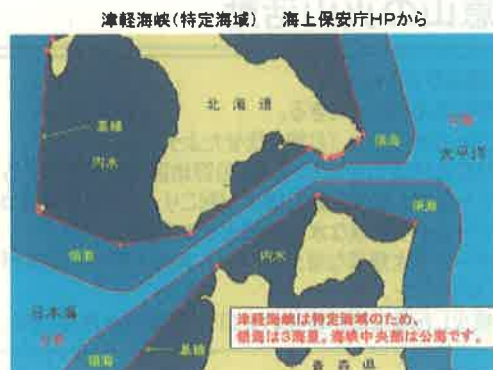 津軽海峡(特定海域)　海上保安庁HPから
北海道
基線
内水
領海
太平洋
領海
領海
内水
日本海
津軽海峡は特定海域のため、
領海は3海里。海峡中央部は公海です。
領海
基線
青森県